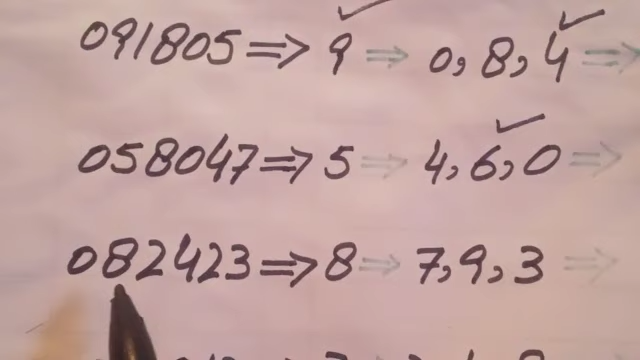 091805 ⇒ 9 ⇒ 0, 8, 4 ⇒
058047 ⇒ 5 ⇒ 4, 6, 0 ⇒
082423 ⇒ 8 ⇒ 7, 9, 3 ⇒